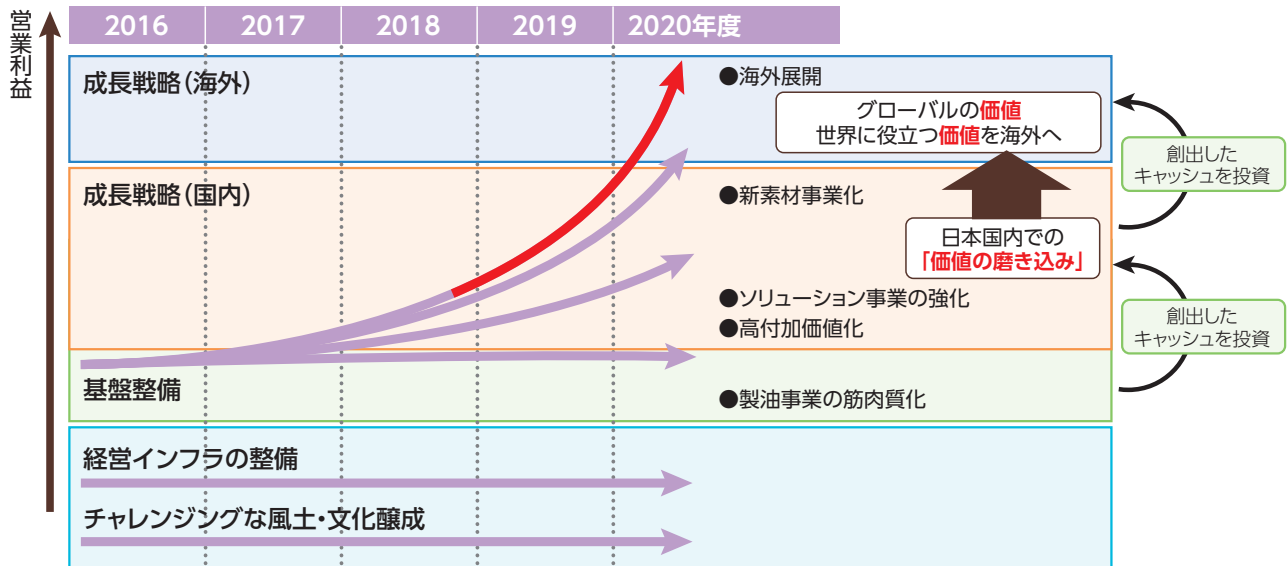 営業利益
2016
2017
2018
2019
2020年度
成長戦略(海外)
●海外展開
グローバルの価値
世界に役立つ価値を海外へ
創出した
キャッシュを投資
成長戦略(国内)
●新素材事業化
日本国内での
「価値の磨き込み」
●ソリューション事業の強化
●高付加価値化
創出した
キャッシュを投資
基盤整備
●製油事業の筋肉質化
経営インフラの整備
チャレンジングな風土・文化醸成